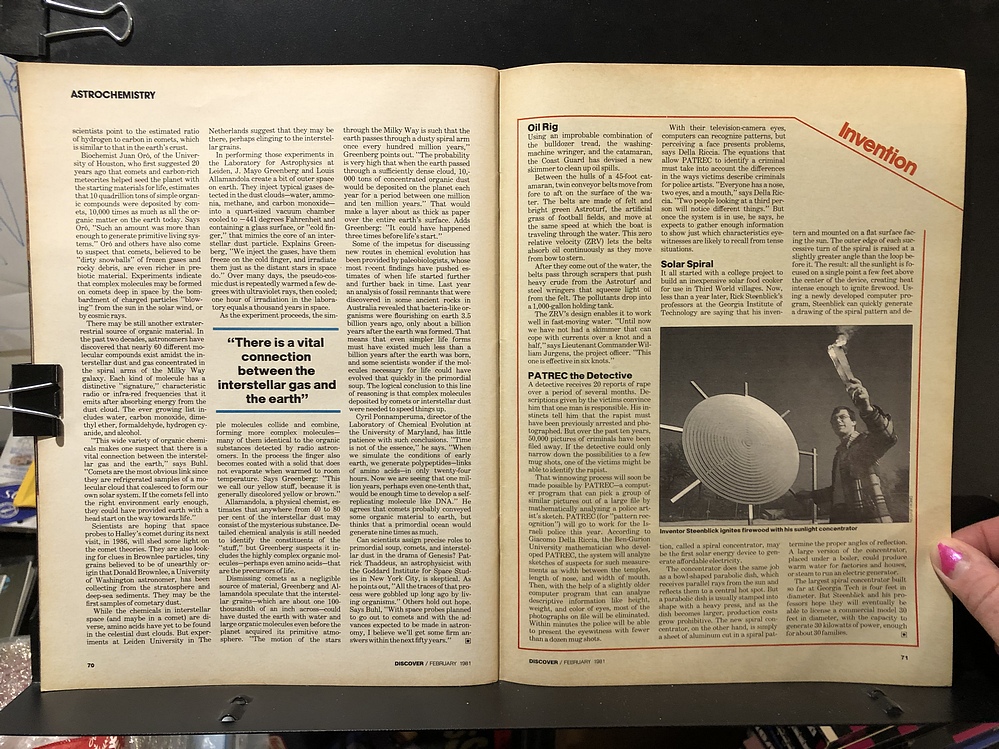 ASTROCHEMISTRY
scientists point to the estimated ratio
of hydrogen to carbon in comets, which
is similar to that in the earth's crust.
Biochemist Juan Oró, of the Univer-
sity of Houston, who first suggested 20
years ago that comets and carbon-rich
meteorites helped seed the planet with
the starting materials for life, estimates
that 10 quadrillion tons of simple organ-
ic compounds were deposited by com-
ets, 10,000 times as much as all the or-
ganic matter on the earth today. Says
Oró, "Such an amount was more than
enough to generate primitive living sys-
tems." Oró and others have also come
to suspect that comets, believed to be
"dirty snowballs" of frozen gases and
rocky debris, are even richer in pre-
biotic material. Experiments indicate
that complex molecules may be formed
on comets deep in space by the bom-
bardment of charged particles "blow-
ing" from the sun in the solar wind, or
by cosmic rays.
There may be still another extrater-
restrial source of organic material. In
the past two decades, astronomers have
discovered that nearly 60 different mo-
lecular compounds exist amidst the in-
terstellar dust and gas concentrated in
the spiral arms of the Milky Way
galaxy. Each kind of molecule has a
distinctive "signature," characteristic
radio or infra-red frequencies that it
emits after absorbing energy from the
dust cloud. The ever growing list in-
cludes water, carbon monoxide, dime-
thyl ether, formaldehyde, hydrogen cy-
anide, and alcohol.
"This wide variety of organic chemi-
cals makes one suspect that there is a
vital connection between the interstel-
lar gas and the earth," says Buhl.
"Comets are the most obvious link since
they are refrigerated samples of a mo-
lecular cloud that coalesced to form our
own solar system. If the comets fell into
the right environment early enough,
they could have provided earth with a
head start on the way towards life."
Scientists are hoping that space
probes to Halley's comet during its next
visit, in 1986, will shed some light on
the comet theories. They are also look-
ing for clues in Brownlee particles, tiny
grains believed to be of unearthly or-
igin that Donald Brownlee, a University
of Washington astronomer, has been
collecting from the stratosphere and
deep-sea sediments. They may be the
first samples of cometary dust.
While the chemicals in interstellar
space (and maybe in a comet) are di-
verse, amino acids have yet to be found
in the celestial dust clouds. But exper-
iments at Leiden University in The
Netherlands suggest that they may be
there, perhaps clinging to the interstel-
lar grains.
In performing those experiments in
the Laboratory for Astrophysics at
Leiden, J. Mayo Greenberg and Louis
Allamandola create a bit of outer space
on earth. They inject typical gases de-
tected in the dust clouds—water, ammo-
nia, methane, and carbon monoxide—
into a quart-sized vacuum chamber
cooled to −441 degrees Fahrenheit and
containing a glass surface, or "cold fin-
ger," that mimics the core of an inter-
stellar dust particle. Explains Green-
berg, "We inject the gases, have them
freeze on the cold finger, and irradiate
them just as the distant stars in space
do." Over many days, the pseudo-cos-
mic dust is repeatedly warmed a few de-
grees with ultraviolet rays, then cooled;
one hour of irradiation in the labora-
tory equals a thousand years in space.
As the experiment proceeds, the sim-
"There is a vital
connection
between the
interstellar gas and
the earth"
ple molecules collide and combine,
forming more complex molecules—
many of them identical to the organic
substances detected by radio astron-
omers. In the process the finger also
becomes coated with a solid that does
not evaporate when warmed to room
temperature. Says Greenberg: "This
we call our yellow stuff, because it is
generally discolored yellow or brown."
Allamandola, a physical chemist, es-
timates that anywhere from 40 to 80
per cent of the interstellar dust may
consist of the mysterious substance. De-
tailed chemical analysis is still needed
to identify the constituents of the
"stuff," but Greenberg suspects it in-
cludes the highly complex organic mol-
ecules—perhaps even amino acids—that
are the precursors of life.
Dismissing comets as a negligible
source of material, Greenberg and Al-
lamandola speculate that the interstel-
lar grains—which are about one 100-
thousandth of an inch across—could
have dusted the earth with water and
large organic molecules even before the
planet acquired its primitive atmo-
sphere. "The motion of the stars
through the Milky Way is such that the
earth passes through a dusty spiral arm
once every hundred million years,"
Greenberg points out. "The probability
is very high that when the earth passed
through a sufficiently dense cloud, 10,-
000 tons of constituted organic dust
would be deposited on the planet each
year for a period between one million
and ten million years." That would
make a layer about as thick as paper
over the entire earth's surface. Adds
Greenberg: "It could have happened
three times before life's start."
Some of the impetus for discussing
new routes in chemical evolution has
been provided by paleobiologists, whose
most recent findings have pushed es-
timates of when life started further
and further back in time. Last year
an analysis of fossil remnants that were
discovered in some ancient rocks in
Australia revealed that bacteria-like or-
ganisms were flourishing on earth 3.5
billion years ago, only about a billion
years after the earth was formed. That
means that even simpler life forms
must have existed much less than a
billion years after the earth was born,
and some scientists wonder if the mol-
ecules necessary for life could have
evolved that quickly in the primordial
soup. The logical conclusion to this line
of reasoning is that complex molecules
deposited by comets or interstellar dust
were needed to speed things up.
Cyril Ponnamperuma, director of the
Laboratory of Chemical Evolution at
the University of Maryland, has little
patience with such conclusions. "Time
is not of the essence," he says. "When
we simulate the conditions of early
earth, we generate polypeptides—links
of amino acids—in only twenty-four
hours. Now we are seeing that one mil-
lion years, perhaps even one-tenth that,
would be enough time to develop a self-
replicating molecule like DNA." He
agrees that comets probably conveyed
some organic material to earth, but
thinks that a primordial ocean would
generate nine times as much.
Can scientists assign precise roles to
primordial soup, comets, and interstel-
lar dust in the drama of Genesis? Pat-
rick Thaddeus, an astrophysicist with
the Goddard Institute for Space Stud-
ies in New York City, is skeptical. As
he points out, "All the traces of that pro-
cess were gobbled up long ago by liv-
ing organisms." Others hold out hope.
Says Buhl, "With space probes planned
to go out to comets and with the ad-
vances expected to be made in astron-
omy, I believe we'll get some firm an-
swers within the next fifty years."
70
DISCOVER / FEBRUARY 1981
Invention
Oil Rig
Using an improbable combination of
the bulldozer tread, the washing-
machine wringer, and the catamaran,
the Coast Guard has devised a new
skimmer to clean up oil spills.
Between the hulls of a 45-foot cat-
amaran, twin conveyor belts move from
fore to aft on the surface of the wa-
ter. The belts are made of felt and
bright green Astroturf, the artificial
grass of football fields, and move at
the same speed at which the boat is
traveling through the water. This zero
relative velocity (ZRV) lets the belts
absorb oil continuously as they move
from bow to stern.
After they come out of the water, the
belts pass through scrapers that push
heavy crude from the Astroturf and
steel wringers that squeeze light oil
from the felt. The pollutants drop into
a 1,000-gallon holding tank.
The ZRV's design enables it to work
well in fast-moving water. "Until now
we have not had a skimmer that can
cope with currents over a knot and a
half," says Lieutenant Commander Wil-
liam Jurgens, the project officer. "This
one is effective in six knots."
PATREC the Detective
A detective receives 20 reports of rape
over a period of several months. De-
scriptions given by the victims convince
him that one man is responsible. His in-
stincts tell him that the rapist must
have been previously arrested and pho-
tographed. But over the past ten years,
50,000 pictures of criminals have been
filed away. If the detective could only
narrow down the possibilities to a few
mug shots, one of the victims might be
able to identify the rapist.
That winnowing process will soon be
made possible by PATREC—a comput-
er program that can pick a group of
similar pictures out of a large file by
mathematically analyzing a police art-
ist's sketch. PATREC (for "pattern rec-
ognition") will go to work for the Is-
raeli police this year. According to
Giacomo Della Riccia, the Ben-Gurion
University mathematician who devel-
oped PATREC, the system will analyze
sketches of suspects for such measure-
ments as width between the temples,
length of nose, and width of mouth.
Then, with the help of a slightly older
computer program that can analyze
descriptive information like height,
weight, and color of eyes, most of the
photographs on file will be eliminated.
Within minutes the police will be able
to present the eyewitness with fewer
than a dozen mug shots.
With their television-camera eyes,
computers can recognize patterns, but
perceiving a face presents problems,
says Della Riccia. The equations that
allow PATREC to identify a criminal
must take into account the differences
in the ways victims describe criminals
for police artists. "Everyone has a nose,
two eyes, and a mouth," says Della Ric-
cia. "Two people looking at a third per-
son will notice different things." But
once the system is in use, he says, he
expects to gather enough information
to show just which characteristics eye-
witnesses are likely to recall from tense
situations.
Solar Spiral
It all started with a college project to
build an inexpensive solar food cooker
for use in Third World villages. Now,
less than a year later, Rick Steenblick's
professors at the Georgia Institute of
Technology are saying that his inven-
tion, called a spiral concentrator, may
be the first solar energy device to gen-
erate affordable electricity.
The concentrator does the same job
as a bowl-shaped parabolic dish, which
receives parallel rays from the sun and
reflects them to a central hot spot. But
a parabolic dish is usually stamped into
shape with a heavy press, and as the
dish becomes larger, production costs
grow prohibitive. The new spiral con-
centrator, on the other hand, is simply
a sheet of aluminum cut in a spiral pat-
tern and mounted on a flat surface fac-
ing the sun. The outer edge of each suc-
cessive turn of the spiral is raised at a
slightly greater angle than the loop be-
fore it. The result: all the sunlight is fo-
cused on a single point a few feet above
the center of the device, creating heat
intense enough to ignite firewood. Us-
ing a newly developed computer pro-
gram, Steenblick can quickly generate
a drawing of the spiral pattern and de-
termine the proper angles of reflection.
A large version of the concentrator,
placed under a boiler, could produce
warm water for factories and houses,
or steam to run an electric generator.
The largest spiral concentrator built
so far at Georgia Tech is four feet in
diameter. But Steenblick and his pro-
fessors hope they will eventually be
able to license a commercial model 30
feet in diameter, with the capacity to
generate 30 kilowatts of power, enough
for about 30 families.
Inventor Steenblick ignites firewood with his sunlight concentrator
DISCOVER / FEBRUARY 1981
71